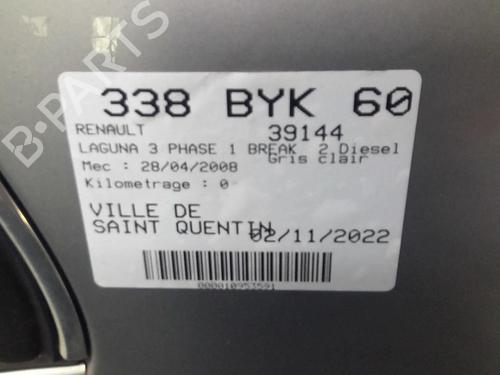 338 BYK 60
RENAULT 39144
LAGUNA 3 PHASE 1 BREAK 2 Diesel
Gris clair
Mec : 28/04/2008
Kilometrage : 0
VILLE DE
SAINT QUENTIN 02/11/2022
000010953591
B-PARTS